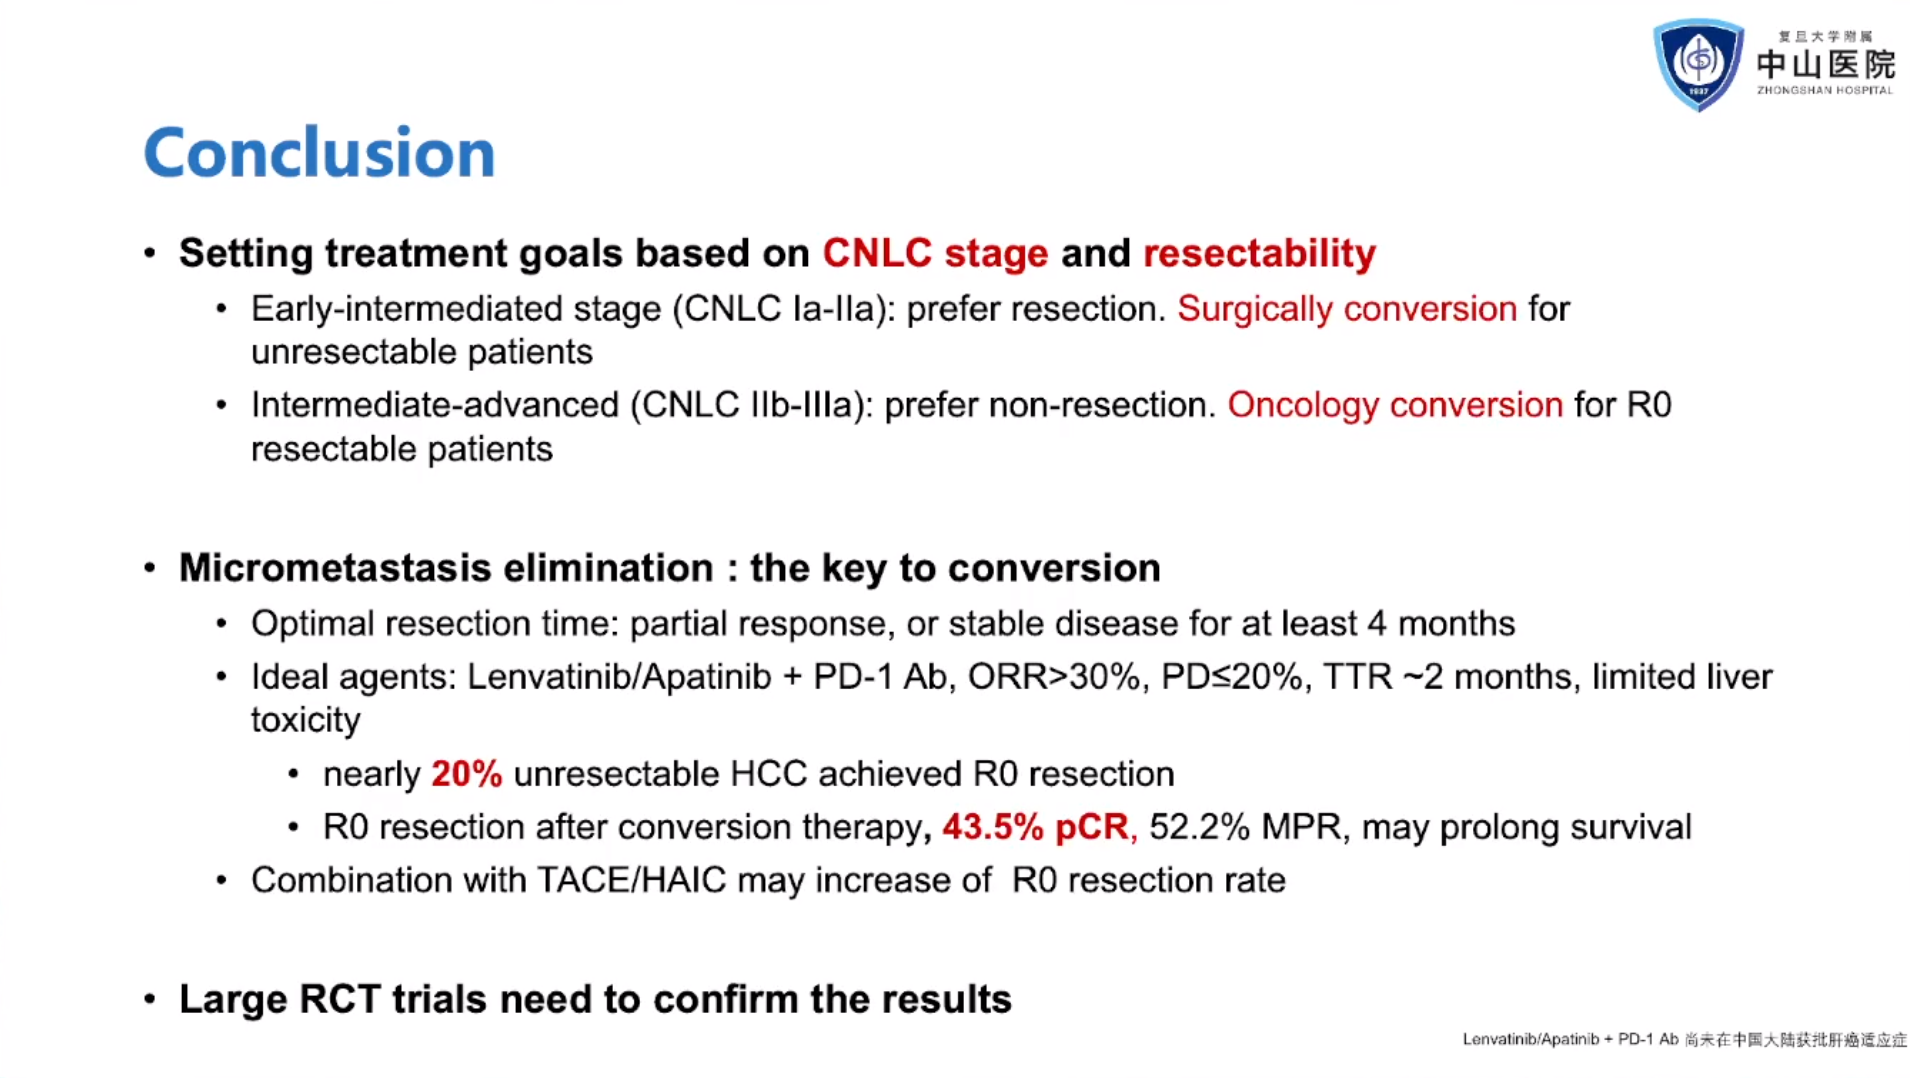 复旦大学附属
中山医院
ZHONGSHAN HOSPITAL
1937
Conclusion
• Setting treatment goals based on CNLC stage and resectability
• Early-intermediated stage (CNLC Ia-IIa): prefer resection. Surgically conversion for
unresectable patients
• Intermediate-advanced (CNLC IIb-IIIa): prefer non-resection. Oncology conversion for R0
resectable patients
• Micrometastasis elimination : the key to conversion
• Optimal resection time: partial response, or stable disease for at least 4 months
• Ideal agents: Lenvatinib/Apatinib + PD-1 Ab, ORR>30%, PD≤20%, TTR ~2 months, limited liver
toxicity
• nearly 20% unresectable HCC achieved R0 resection
• R0 resection after conversion therapy, 43.5% pCR, 52.2% MPR, may prolong survival
• Combination with TACE/HAIC may increase of  R0 resection rate
• Large RCT trials need to confirm the results
Lenvatinib/Apatinib + PD-1 Ab 尚未在中国大陆获批肝癌适应症